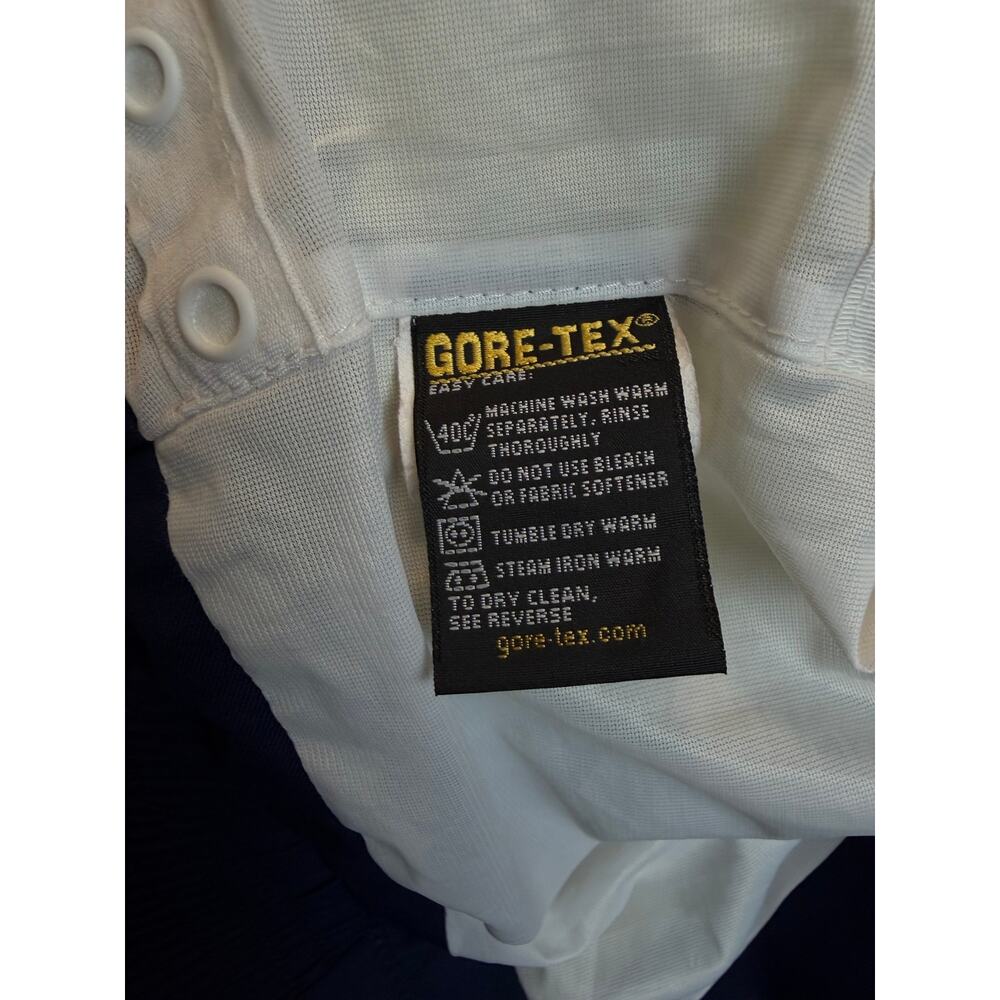 GORE-TEX®
EASY CARE:
40° MACHINE WASH WARM
SEPARATELY, RINSE
THOROUGHLY
DO NOT USE BLEACH
OR FABRIC SOFTENER
TUMBLE DRY WARM
STEAM IRON WARM
TO DRY CLEAN,
SEE REVERSE
gore-tex.com